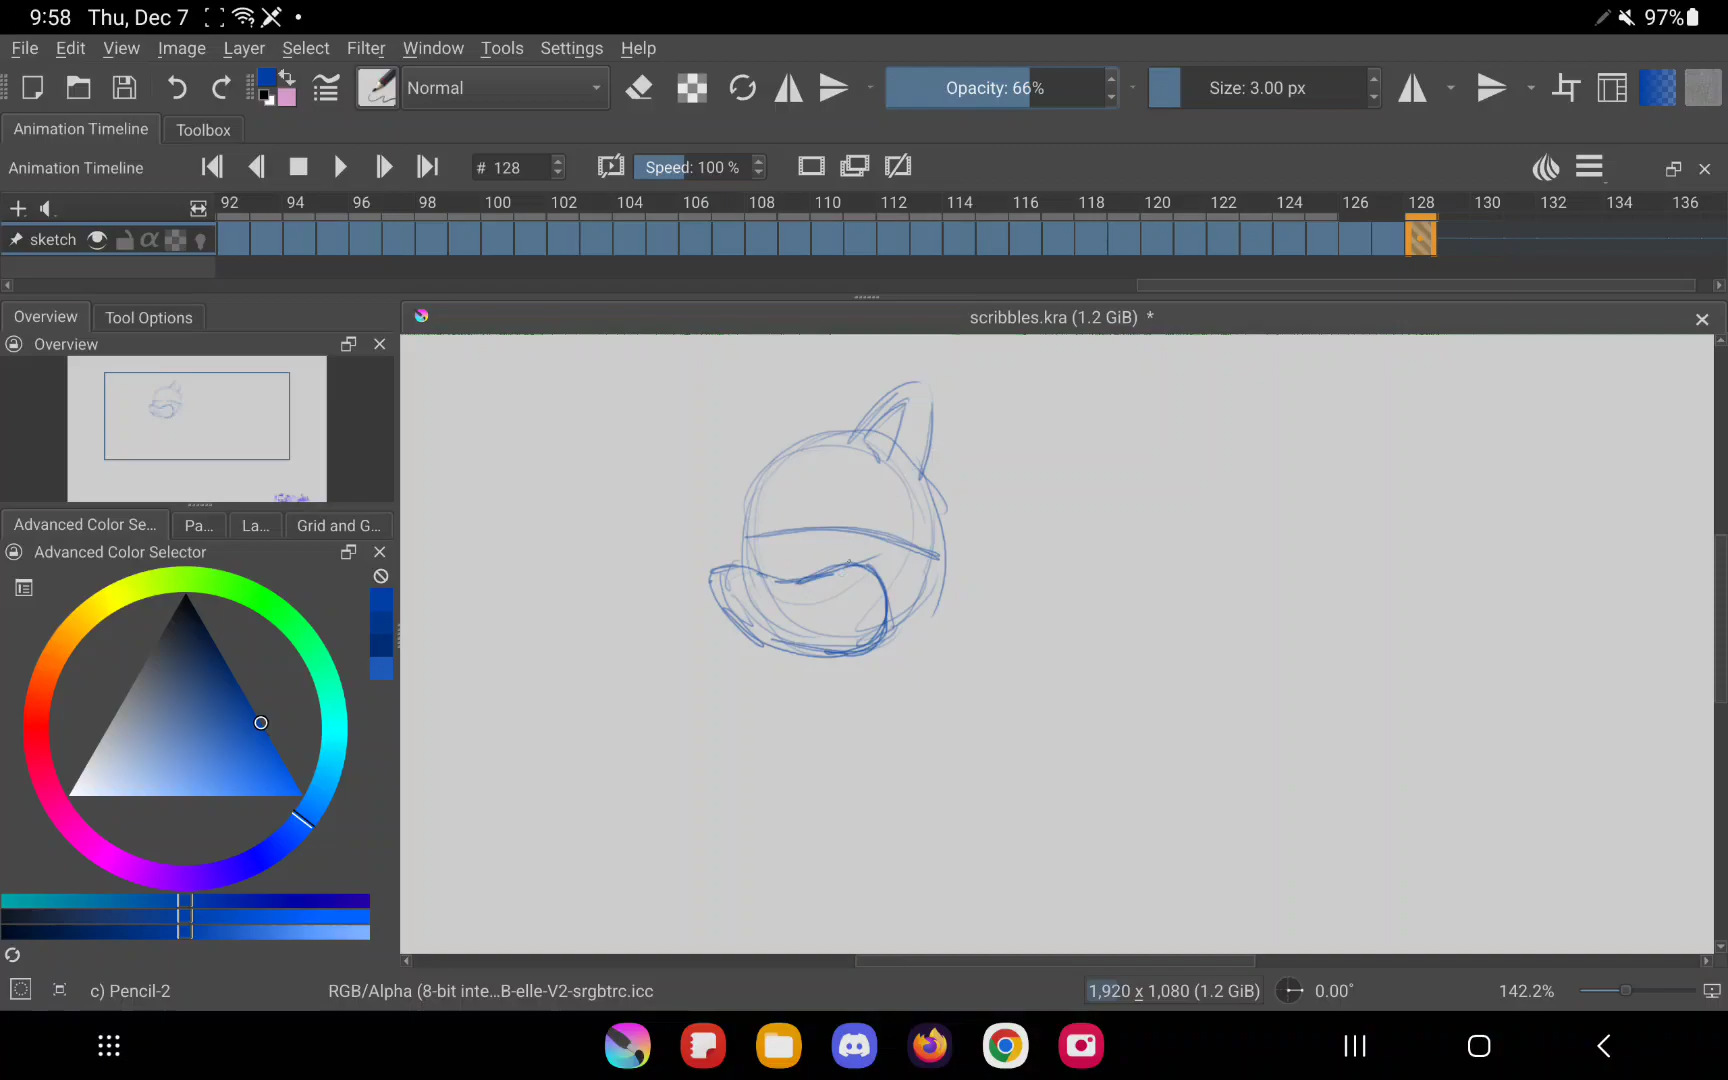 9:58 Thu, Dec 7 97%
File Edit View Image Layer Select Filter Window Tools Settings Help
Normal Opacity: 66% Size: 3.00 px
Animation Timeline Toolbox
Animation Timeline # 128 Speed: 100 %
92 94 96 98 100 102 104 106 108 110 112 114 116 118 120 122 124 126 128 130 132 134 136
sketch
Overview Tool Options scribbles.kra (1.2 GiB) *
Overview
Advanced Color Se... Pa... La... Grid and G...
Advanced Color Selector
c) Pencil-2 RGB/Alpha (8-bit inte...B-elle-V2-srgbtrc.icc 1,920 x 1,080 (1.2 GiB) 0.00° 142.2%